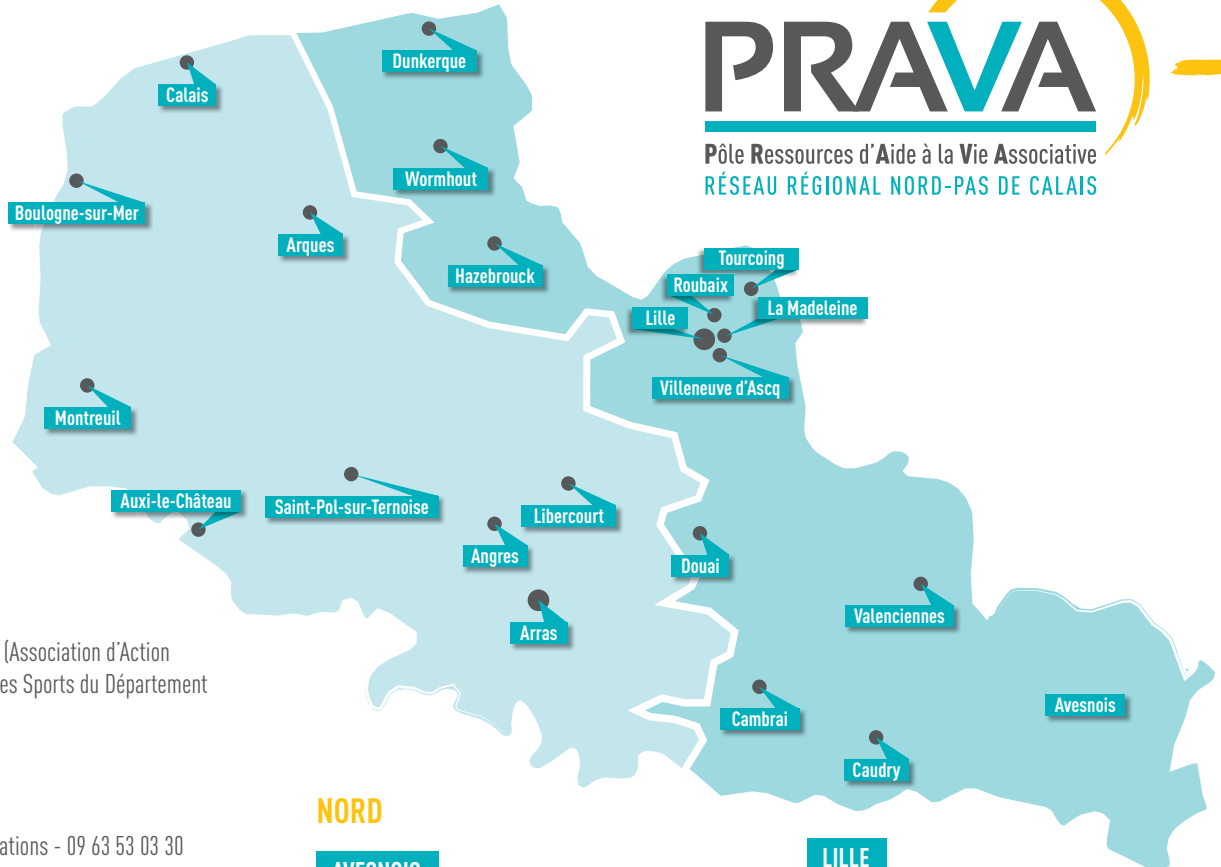 PRAVA
Pôle Ressources d'Aide à la Vie Associative
RÉSEAU RÉGIONAL NORD-PAS DE CALAIS
Dunkerque
Calais
Wormhout
Boulogne-sur-Mer
Arques
Hazebrouck
Tourcoing
Roubaix
La Madeleine
Lille
Villeneuve d'Ascq
Montreuil
Auxi-le-Château
Saint-Pol-sur-Ternoise
Libercourt
Angres
Douai
Arras
Valenciennes
Cambrai
Avesnois
Caudry
(Association d'Action
es Sports du Département
ations - 09 63 53 03 30
NORD
AVESNOIS
LILLE